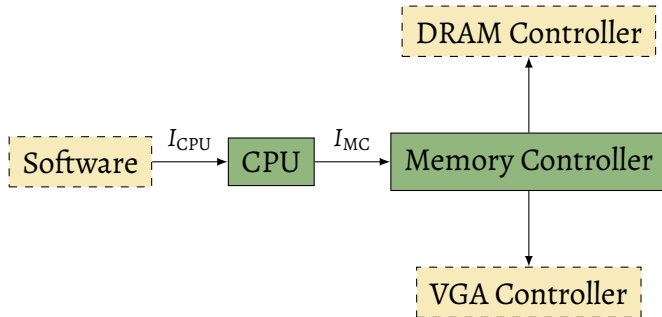 DRAM Controller
I_CPU
I_MC
Software
CPU
Memory Controller
VGA Controller